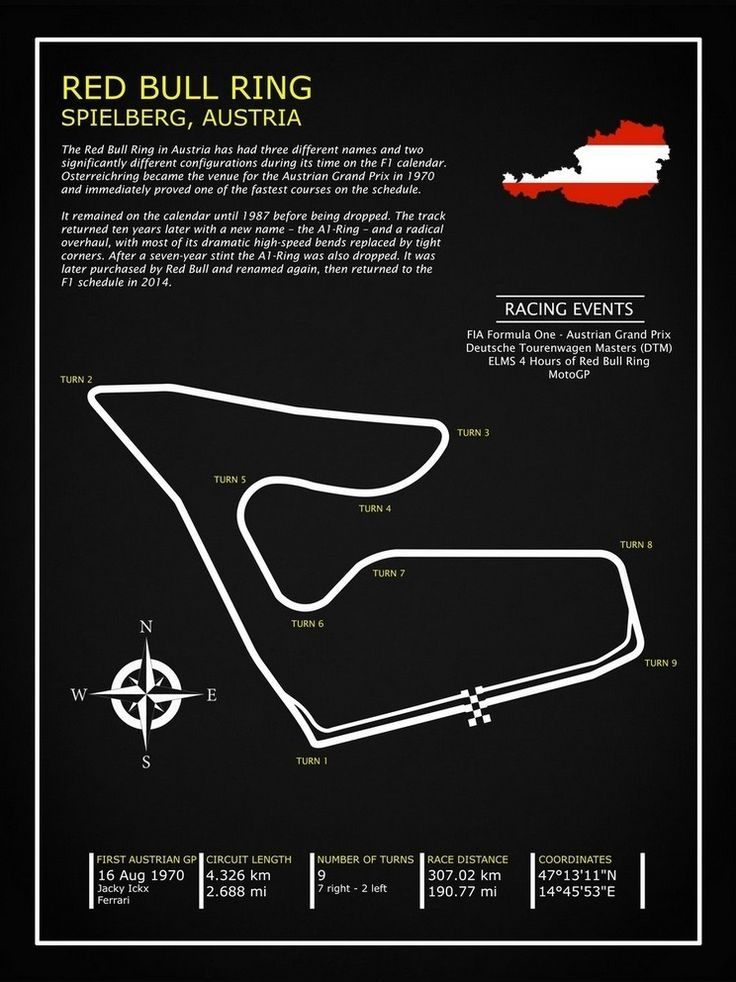 RED BULL RING
SPIELBERG, AUSTRIA
The Red Bull Ring in Austria has had three different names and two
significantly different configurations during its time on the F1 calendar.
Osterreichring became the venue for the Austrian Grand Prix in 1970
and immediately proved one of the fastest courses on the schedule.
It remained on the calendar until 1987 before being dropped. The track
returned ten years later with a new name – the A1-Ring – and a radical
overhaul, with most of its dramatic high-speed bends replaced by tight
corners. After a seven-year stint the A1-Ring was also dropped. It was
later purchased by Red Bull and renamed again, then returned to the
F1 schedule in 2014.
RACING EVENTS
FIA Formula One - Austrian Grand Prix
Deutsche Tourenwagen Masters (DTM)
ELMS 4 Hours of Red Bull Ring
MotoGP
TURN 2
TURN 3
TURN 5
TURN 4
TURN 8
TURN 7
TURN 6
TURN 9
TURN 1
N
W
E
S
FIRST AUSTRIAN GP
16 Aug 1970
Jacky Ickx
Ferrari
CIRCUIT LENGTH
4.326 km
2.688 mi
NUMBER OF TURNS
9
7 right - 2 left
RACE DISTANCE
307.02 km
190.77 mi
COORDINATES
47°13'11"N
14°45'53"E